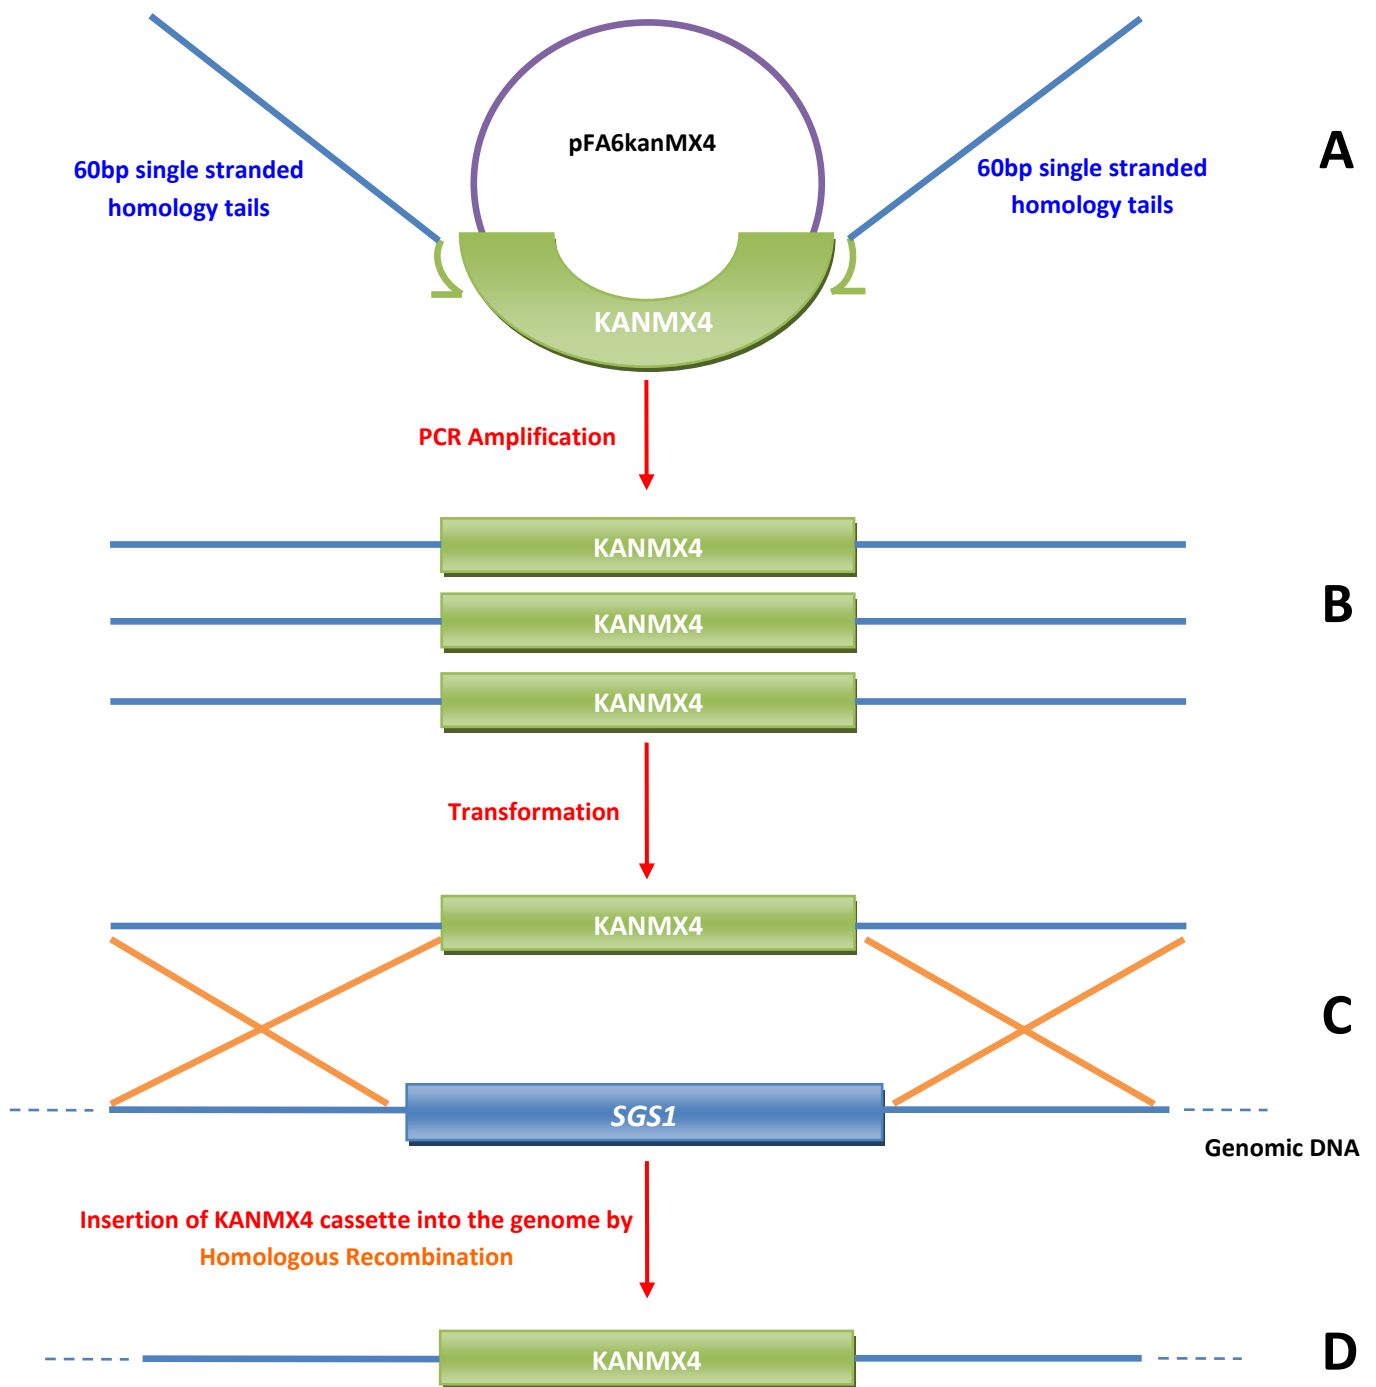 pFA6kanMX4
A
60bp single stranded
homology tails
60bp single stranded
homology tails
KANMX4
PCR Amplification
KANMX4
B
KANMX4
KANMX4
Transformation
KANMX4
C
SGS1
Genomic DNA
Insertion of KANMX4 cassette into the genome by
Homologous Recombination
KANMX4
D